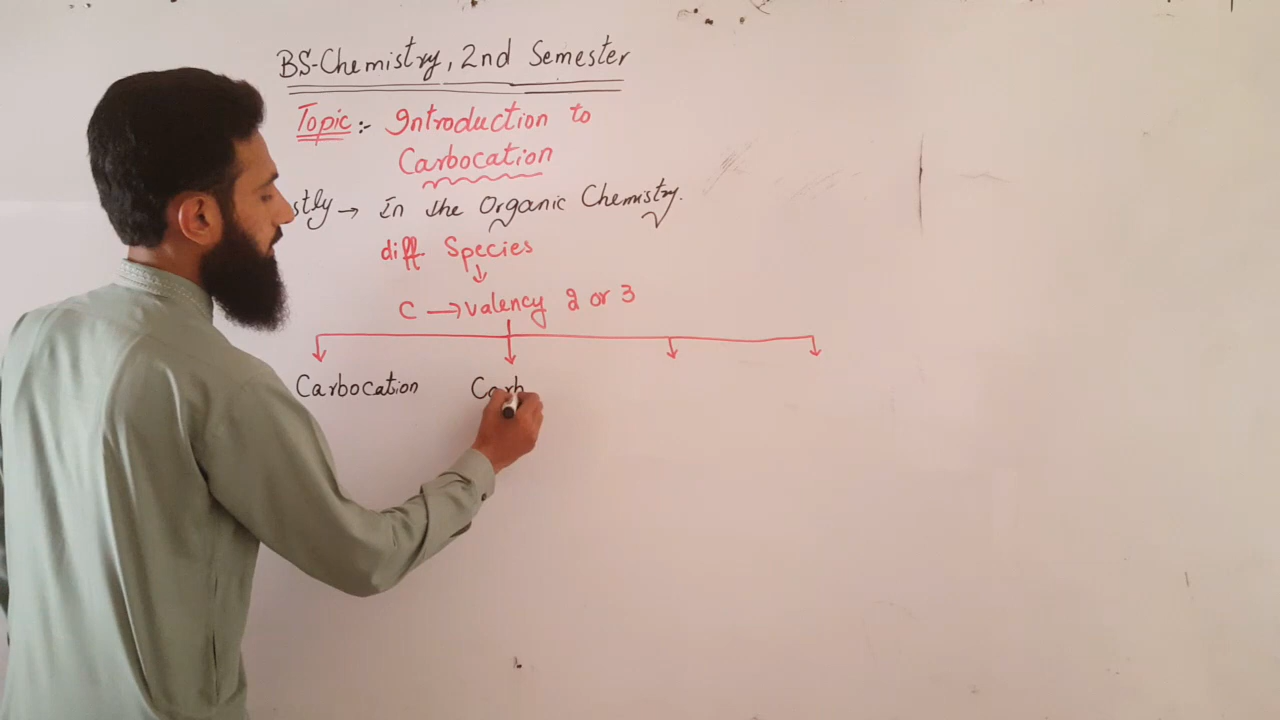 BS-Chemistry, 2nd Semester
Topic:- Introduction to
Carbocation
stly → In the Organic Chemistry.
diff Species
↓
C → valency 2 or 3
Carbocation Carb